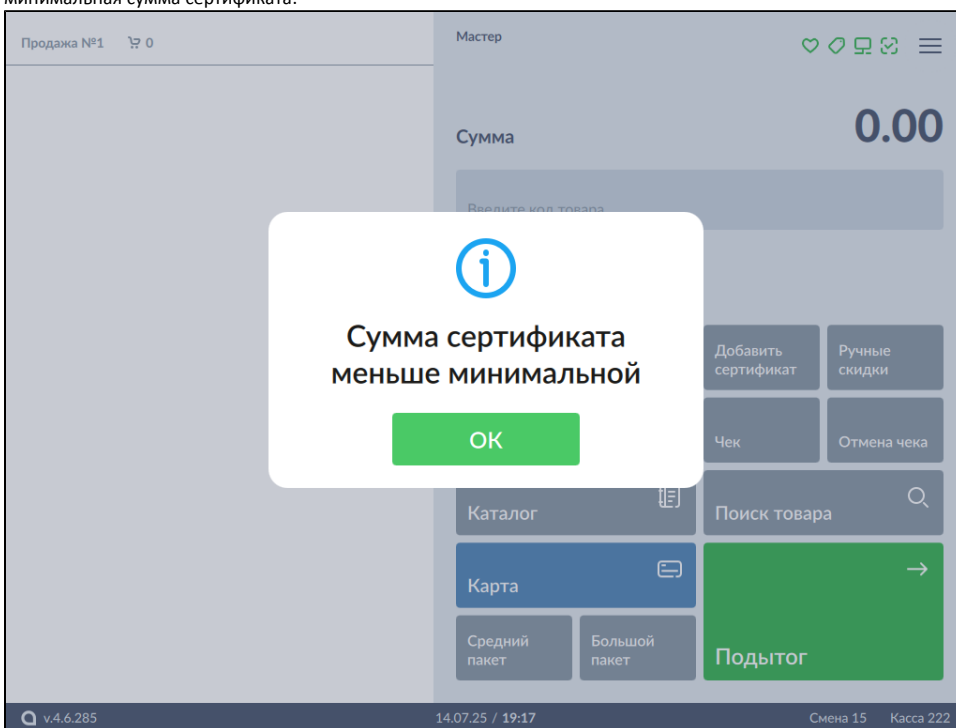 минимальная сумма сертификата.
Продажа №1 0
Мастер
Сумма
0.00
Введите код товара
Сумма сертификата
меньше минимальной
ОК
Добавить
сертификат
Ручные
скидки
Чек
Отмена чека
Каталог
Поиск товара
Карта
Средний
пакет
Большой
пакет
Подытог
v.4.6.285
14.07.25 / 19:17
Смена 15 Касса 222